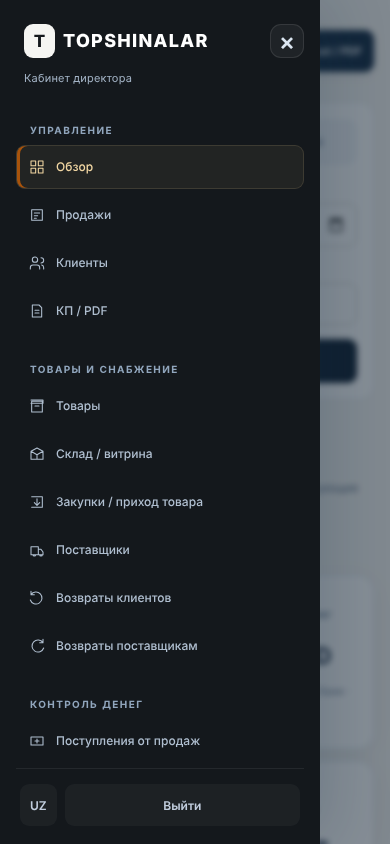 T TOPSHINALAR
Кабинет директора
УПРАВЛЕНИЕ
Обзор
Продажи
Клиенты
КП / PDF
ТОВАРЫ И СНАБЖЕНИЕ
Товары
Склад / витрина
Закупки / приход товара
Поставщики
Возвраты клиентов
Возвраты поставщикам
КОНТРОЛЬ ДЕНЕГ
Поступления от продаж
UZ
Выйти